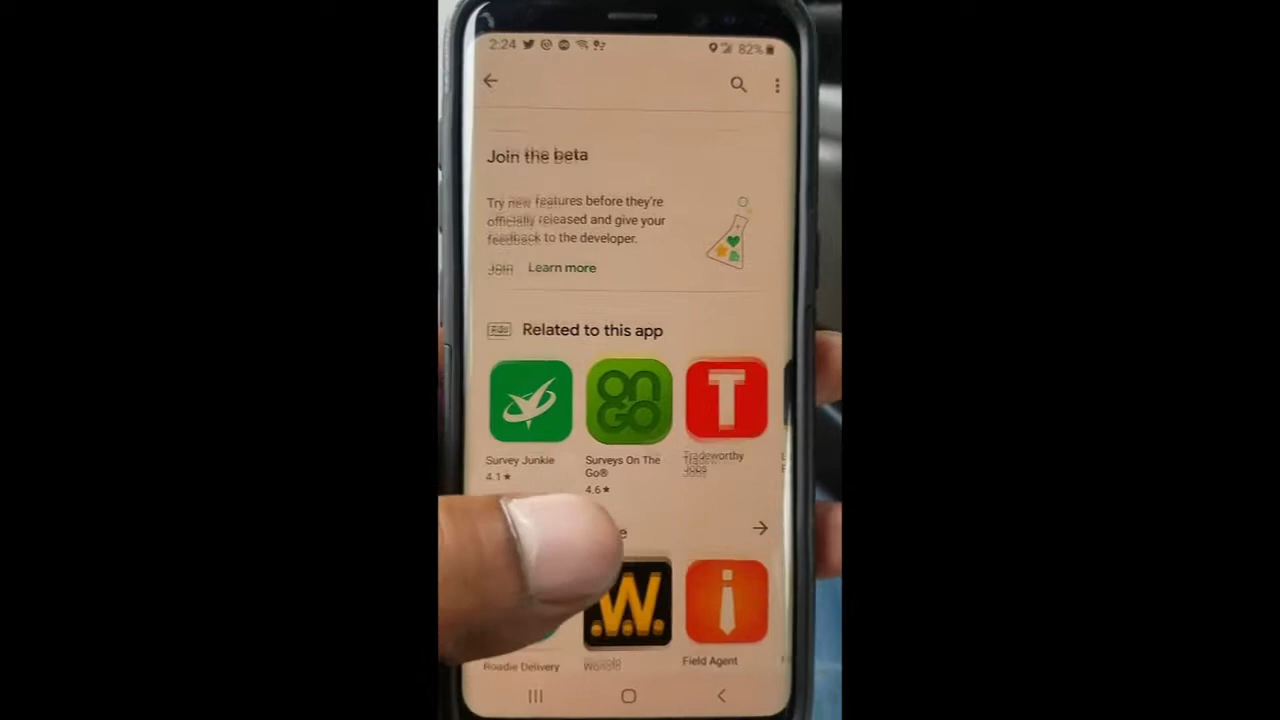 2:24
82%
Join the beta
Try new features before they're
officially released and give your
feedback to the developer.
Join Learn more
Ads Related to this app
on
GO
T
Survey Junkie
Surveys On The
Go®
Tradeworthy
Jobs
4.1★
4.6★
W
i
Roadie Delivery
Field Agent